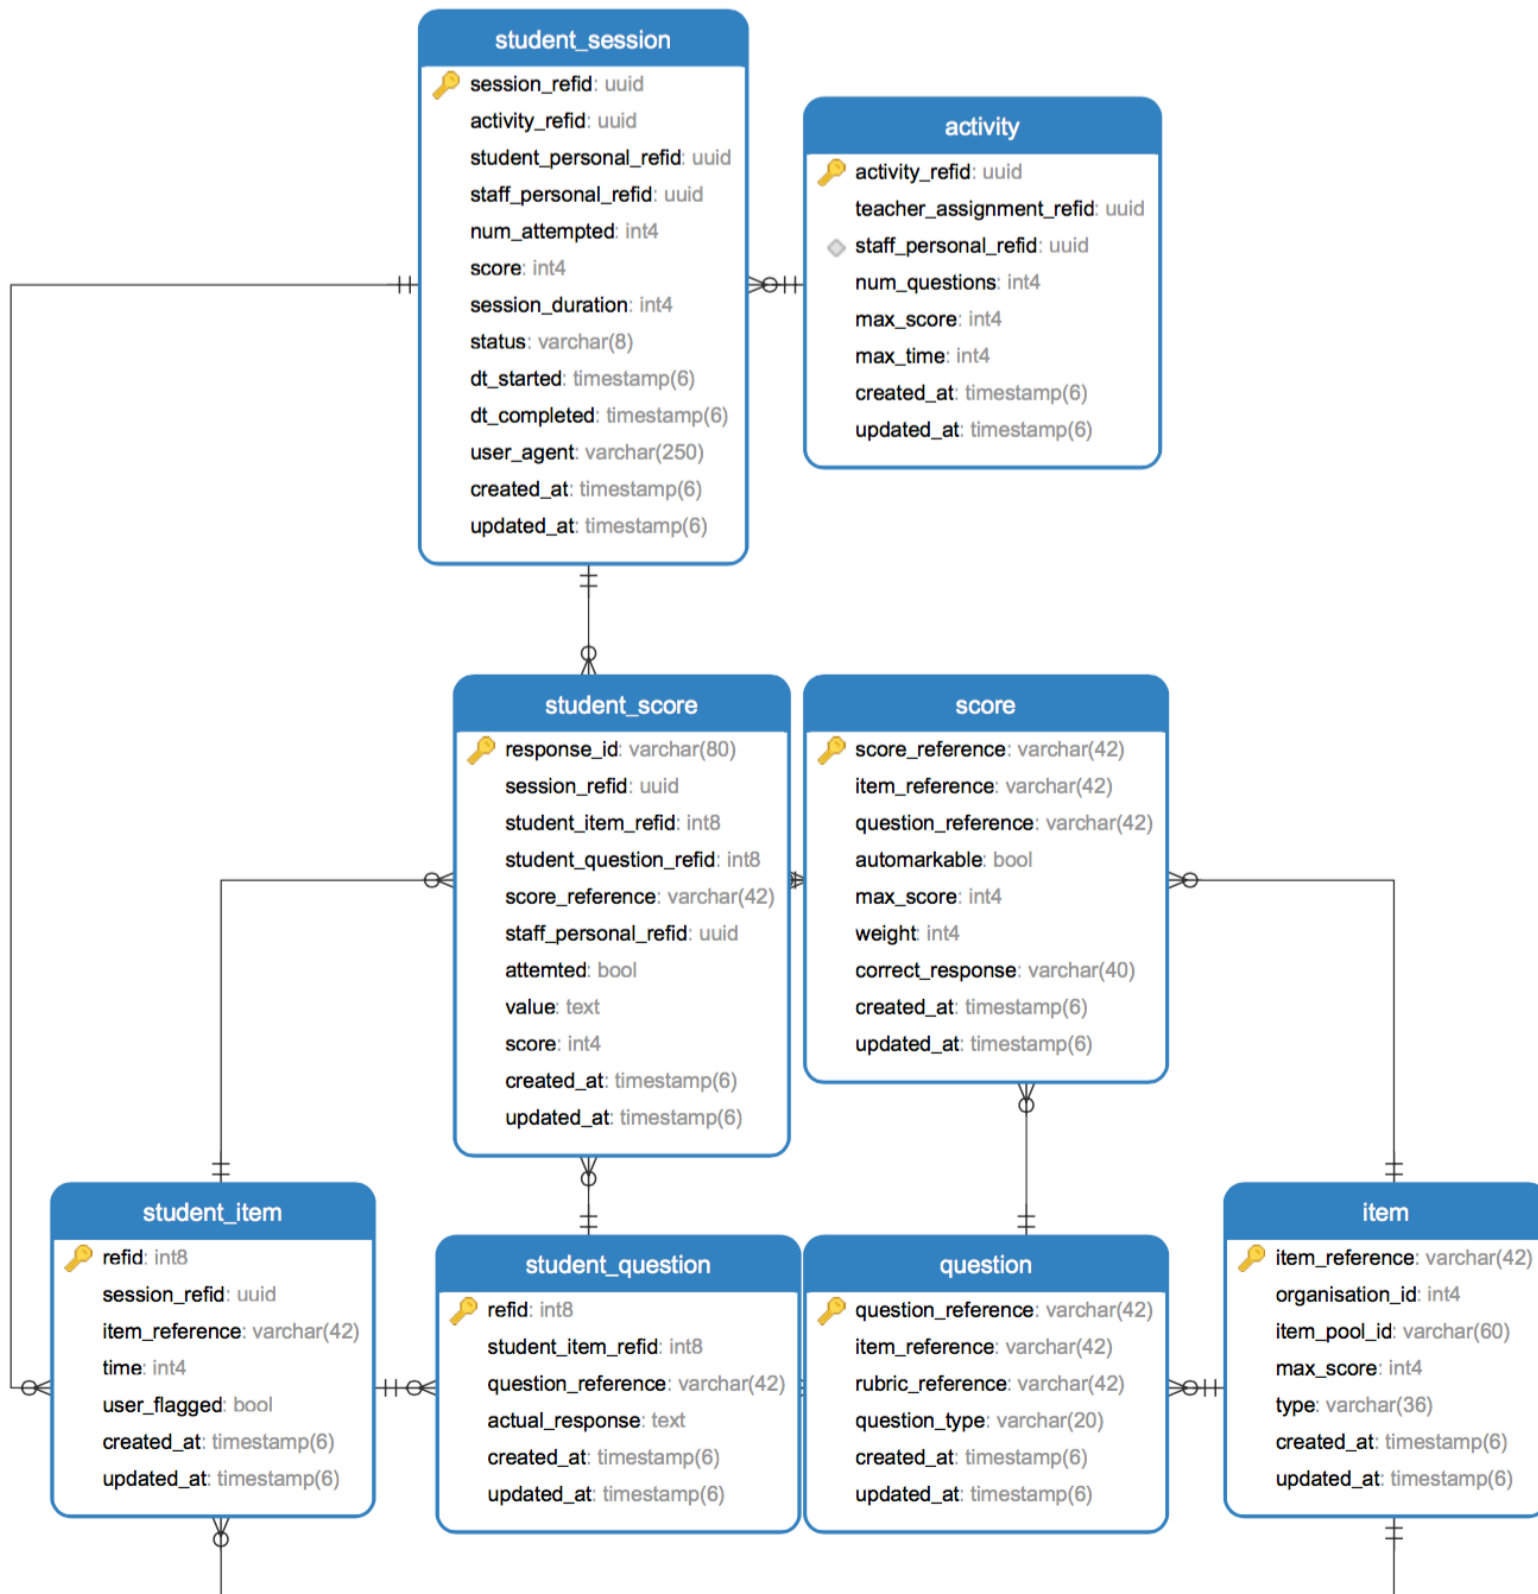 student_session
session_refid: uuid
activity_refid: uuid
student_personal_refid: uuid
staff_personal_refid: uuid
num_attempted: int4
score: int4
session_duration: int4
status: varchar(8)
dt_started: timestamp(6)
dt_completed: timestamp(6)
user_agent: varchar(250)
created_at: timestamp(6)
updated_at: timestamp(6)
activity
activity_refid: uuid
teacher_assignment_refid: uuid
staff_personal_refid: uuid
num_questions: int4
max_score: int4
max_time: int4
created_at: timestamp(6)
updated_at: timestamp(6)
student_score
response_id: varchar(80)
session_refid: uuid
student_item_refid: int8
student_question_refid: int8
score_reference: varchar(42)
staff_personal_refid: uuid
attemted: bool
value: text
score: int4
created_at: timestamp(6)
updated_at: timestamp(6)
score
score_reference: varchar(42)
item_reference: varchar(42)
question_reference: varchar(42)
automarkable: bool
max_score: int4
weight: int4
correct_response: varchar(40)
created_at: timestamp(6)
updated_at: timestamp(6)
student_item
refid: int8
session_refid: uuid
item_reference: varchar(42)
time: int4
user_flagged: bool
created_at: timestamp(6)
updated_at: timestamp(6)
student_question
refid: int8
student_item_refid: int8
question_reference: varchar(42)
actual_response: text
created_at: timestamp(6)
updated_at: timestamp(6)
question
question_reference: varchar(42)
item_reference: varchar(42)
rubric_reference: varchar(42)
question_type: varchar(20)
created_at: timestamp(6)
updated_at: timestamp(6)
item
item_reference: varchar(42)
organisation_id: int4
item_pool_id: varchar(60)
max_score: int4
type: varchar(36)
created_at: timestamp(6)
updated_at: timestamp(6)